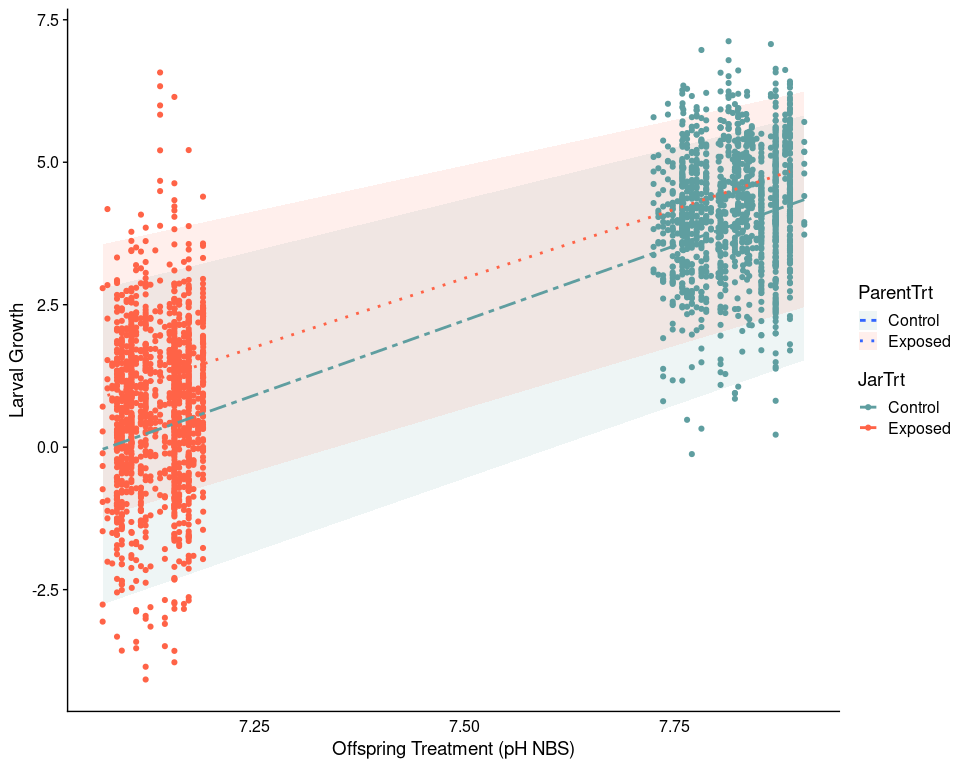 7.5
5.0
2.5
0.0
-2.5
Larval Growth
7.25
7.50
7.75
Offspring Treatment (pH NBS)
ParentTrt
Control
Exposed
JarTrt
Control
Exposed